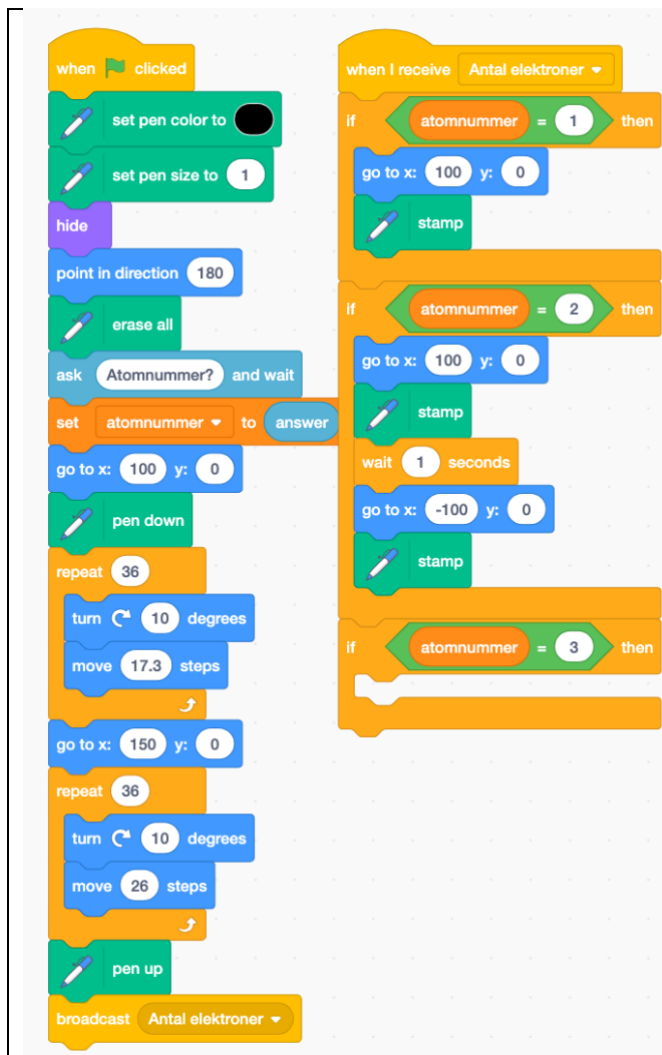 when clicked
set pen color to
set pen size to 1
hide
point in direction 180
erase all
ask Atomnummer? and wait
set atomnummer to answer
go to x: 100 y: 0
pen down
repeat 36
turn 10 degrees
move 17.3 steps
go to x: 150 y: 0
repeat 36
turn 10 degrees
move 26 steps
pen up
broadcast Antal elektroner
when I receive Antal elektroner
if atomnummer = 1 then
go to x: 100 y: 0
stamp
if atomnummer = 2 then
go to x: 100 y: 0
stamp
wait 1 seconds
go to x: -100 y: 0
stamp
if atomnummer = 3 then